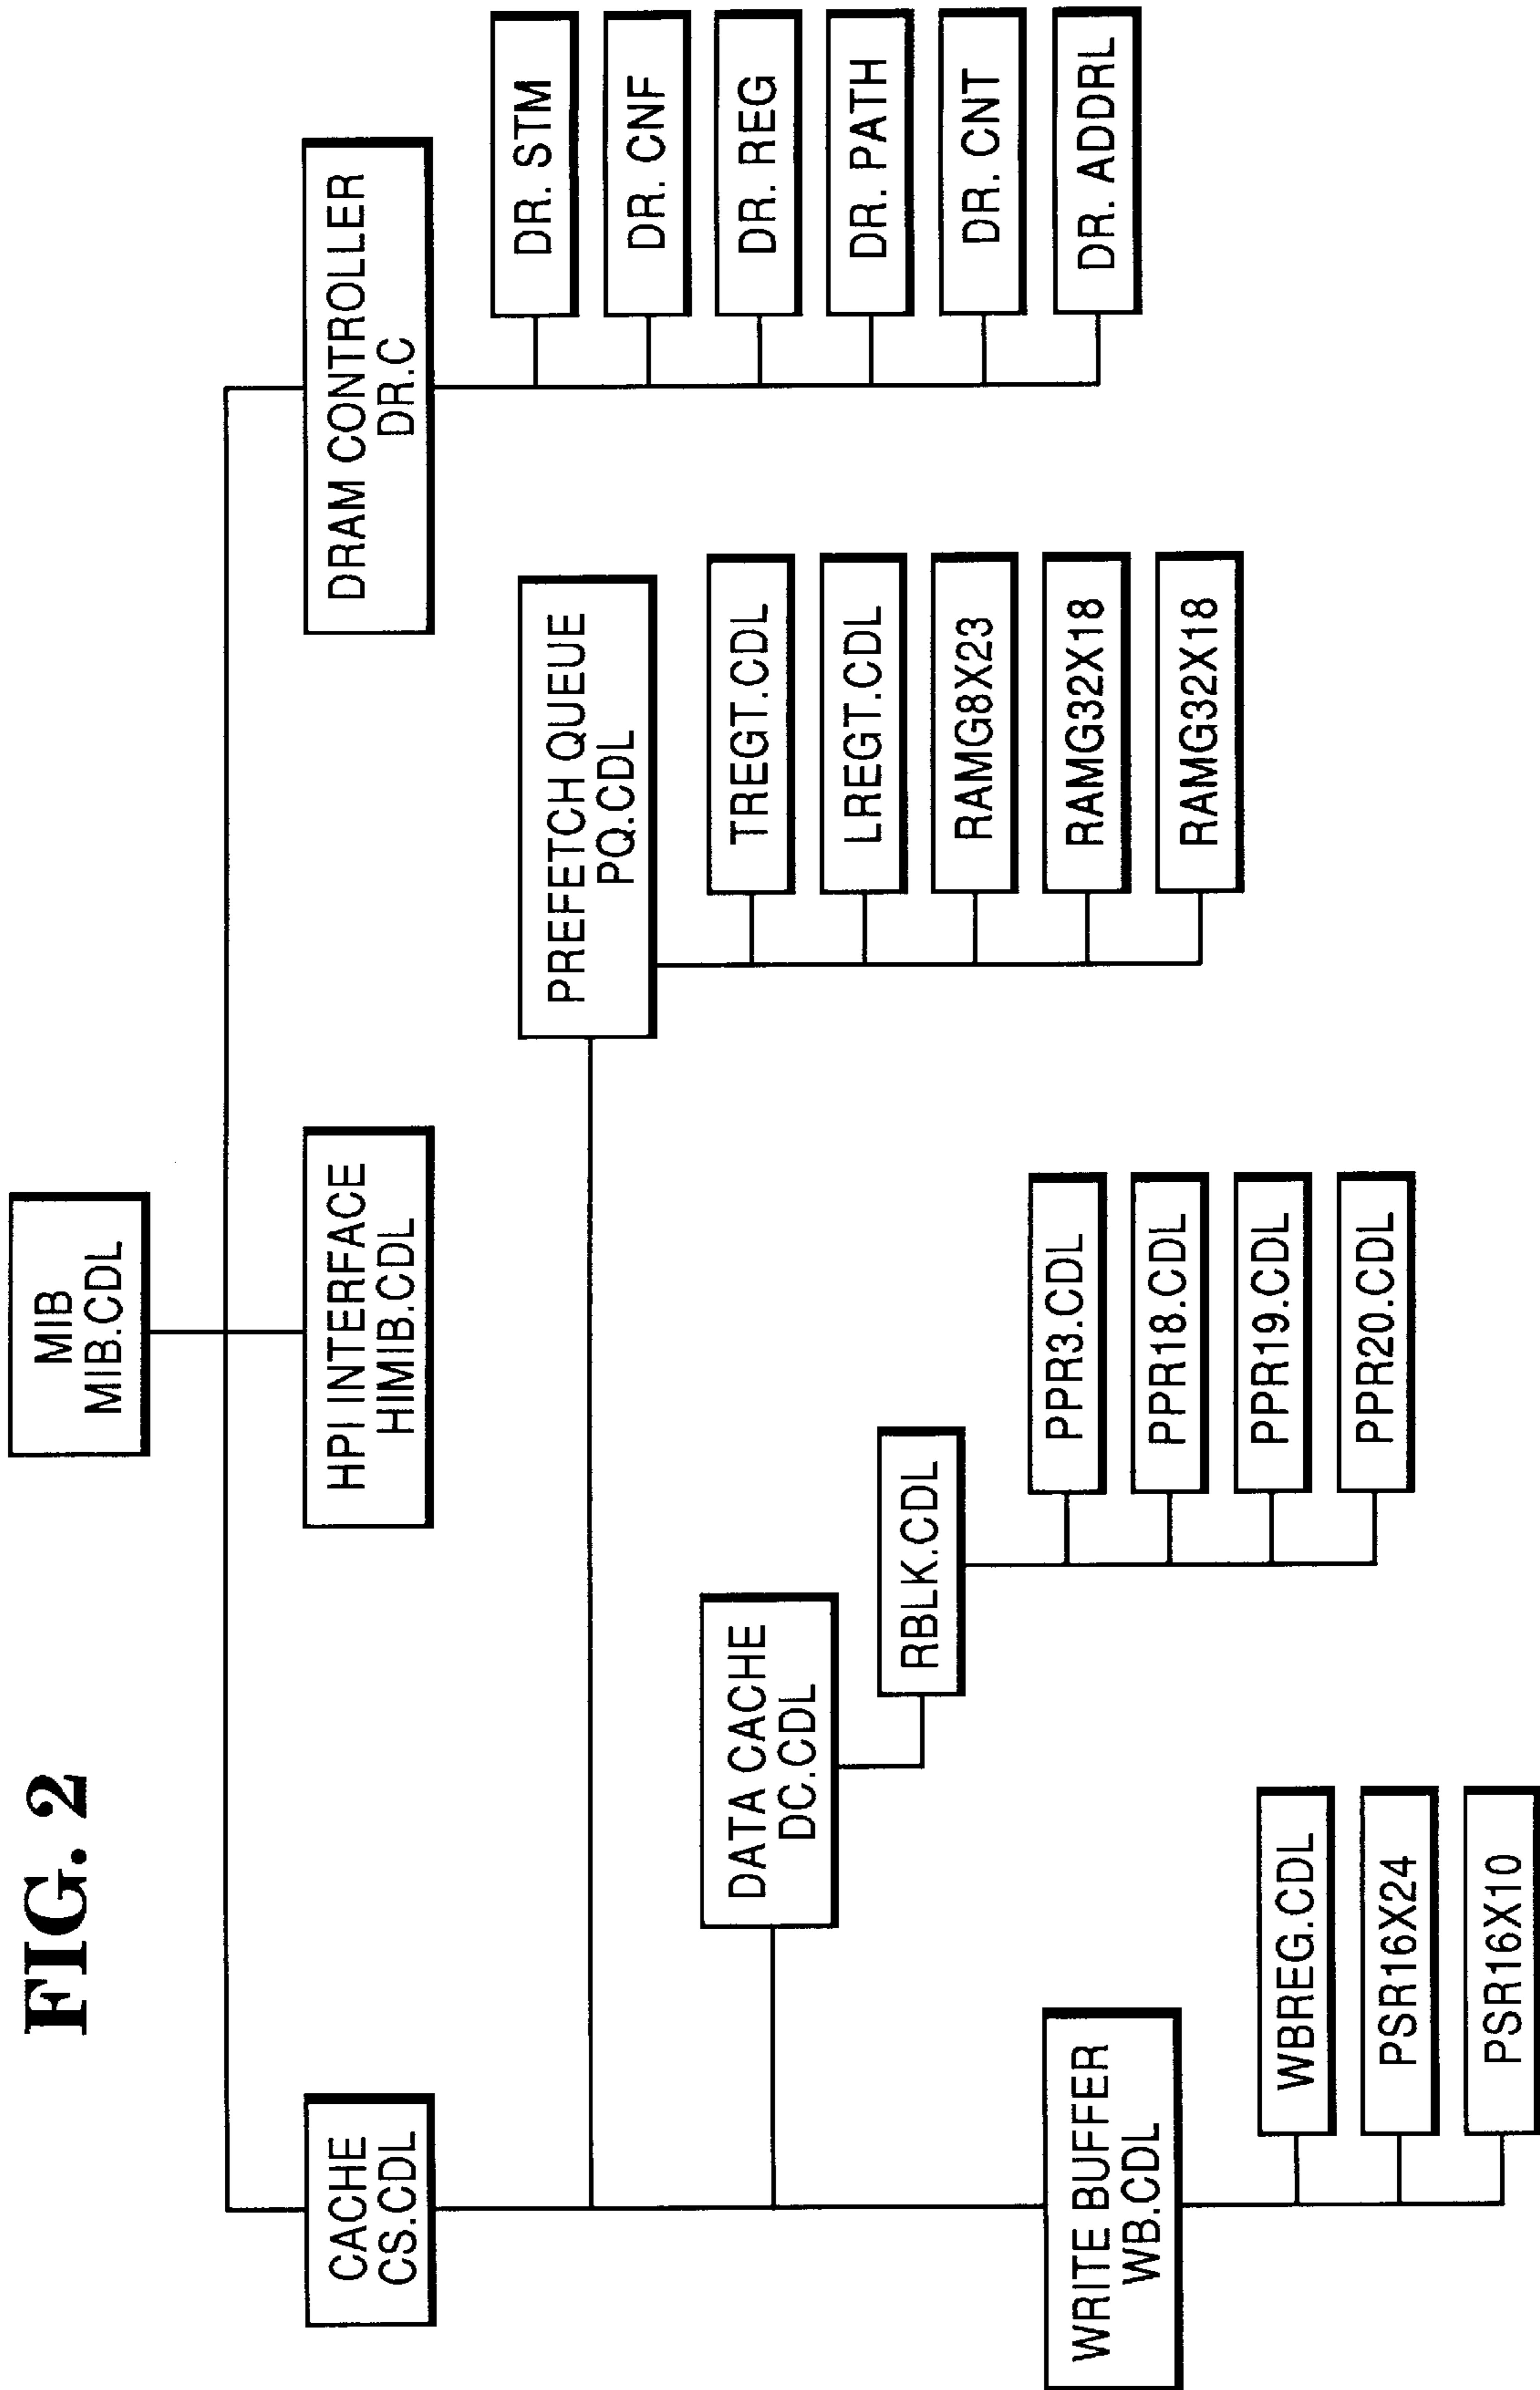 FIG. 2
MIB
MIB.CDL
CACHE
CS.CDL
HPI INTERFACE
HIMIB.CDL
DRAM CONTROLLER
DR.C
DR. STM
DR. CNF
DR. REG
DR. PATH
DR. CNT
DR. ADDRL
PREFETCH QUEUE
PQ.CDL
TREGT.CDL
LREGT.CDL
RAMG8X23
RAMG32X18
RAMG32X18
DATA CACHE
DC.CDL
RBLK.CDL
PPR3.CDL
PPR18.CDL
PPR19.CDL
PPR20.CDL
WRITE BUFFER
WB.CDL
WBREG.CDL
PSR16X24
PSR16X10